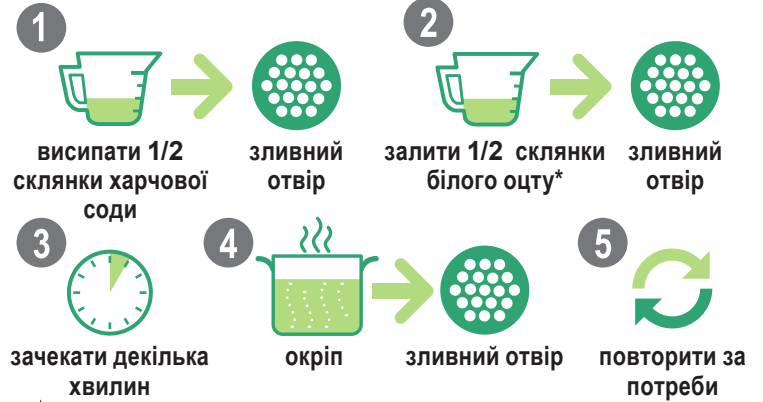 1
висипати 1/2
склянки харчової
соди
зливний
отвір
2
залити 1/2 склянки
білого оцту*
зливний
отвір
3
зачекати декілька
хвилин
4
окріп
зливний отвір
5
повторити за
потреби